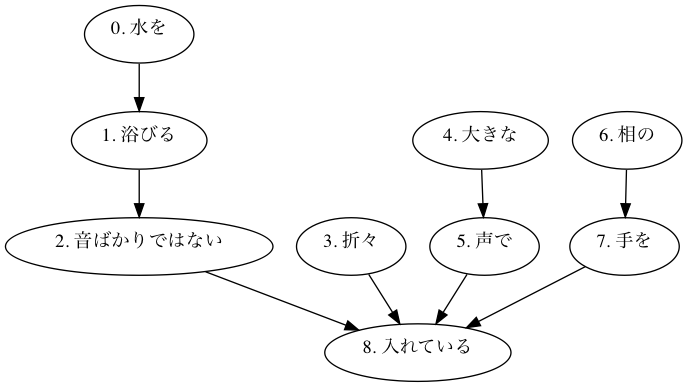 0. 水を
1. 浴びる
4. 大きな
6. 相の
2. 音ばかりではない
3. 折々
5. 声で
7. 手を
8. 入れている